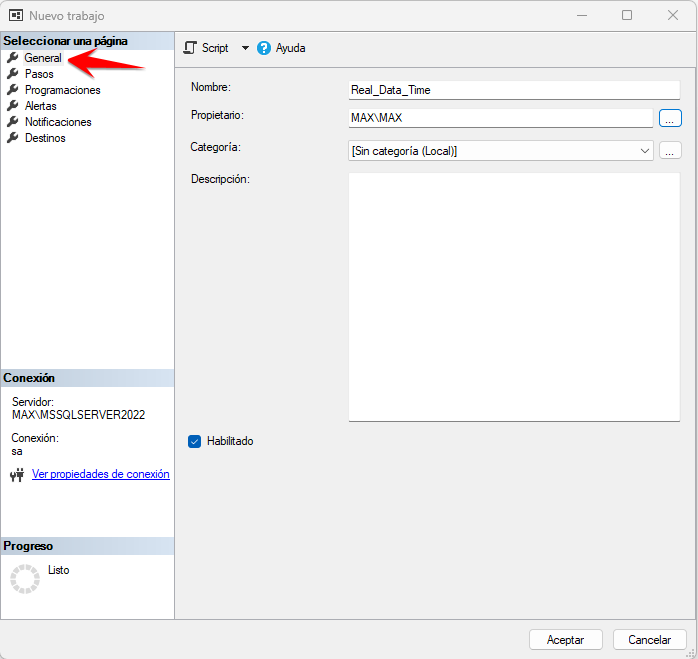 Nuevo trabajo
Seleccionar una página
General
Pasos
Programaciones
Alertas
Notificaciones
Destinos
Conexión
Servidor:
MAX\MSSQLSERVER2022
Conexión:
sa
Ver propiedades de conexión
Progreso
Listo
Script
Ayuda
Nombre:
Real_Data_Time
Propietario:
MAX\MAX
...
Categoría:
[Sin categoría (Local)]
...
Descripción:
Habilitado
Aceptar
Cancelar